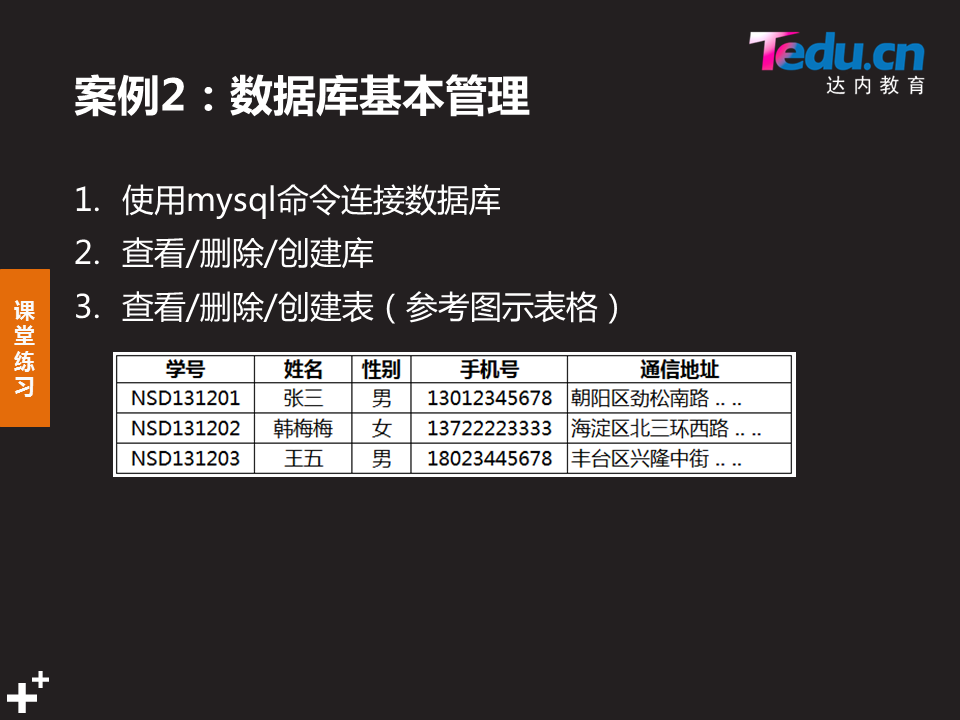 Tedu.cn
达内教育
案例2：数据库基本管理
1. 使用mysql命令连接数据库
2. 查看/删除/创建库
3. 查看/删除/创建表（参考图示表格）
课堂练习
学号 姓名 性别 手机号 通信地址
NSD131201 张三 男 13012345678 朝阳区劲松南路 .. ..
NSD131202 韩梅梅 女 13722223333 海淀区北三环西路 .. ..
NSD131203 王五 男 18023445678 丰台区兴隆中街 .. ..